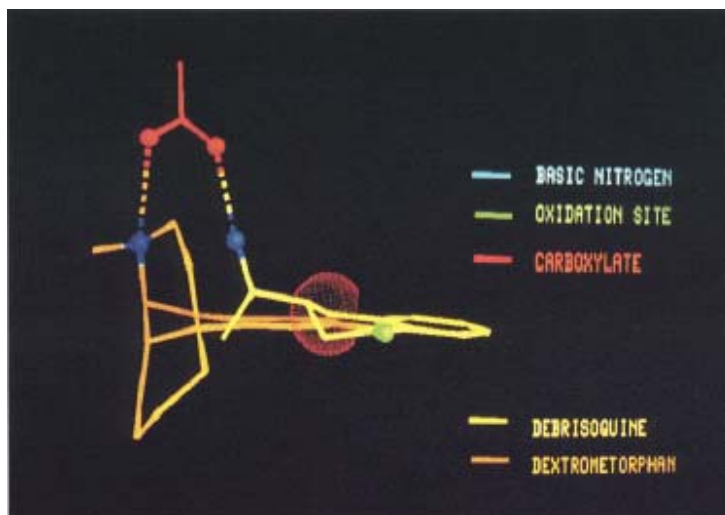 BASIC NITROGEN
OXIDATION SITE
CARBOXYLATE
DEBRISOQUINE
DEXTROMETORPHAN